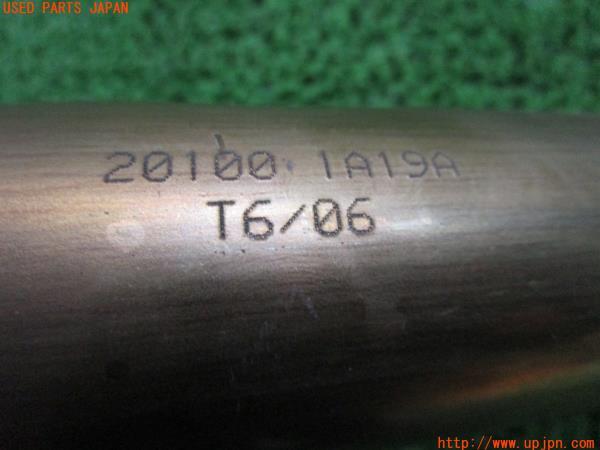 USED PARTS JAPAN
20100 1A19A
T6/06
http://www.upjpn.com/